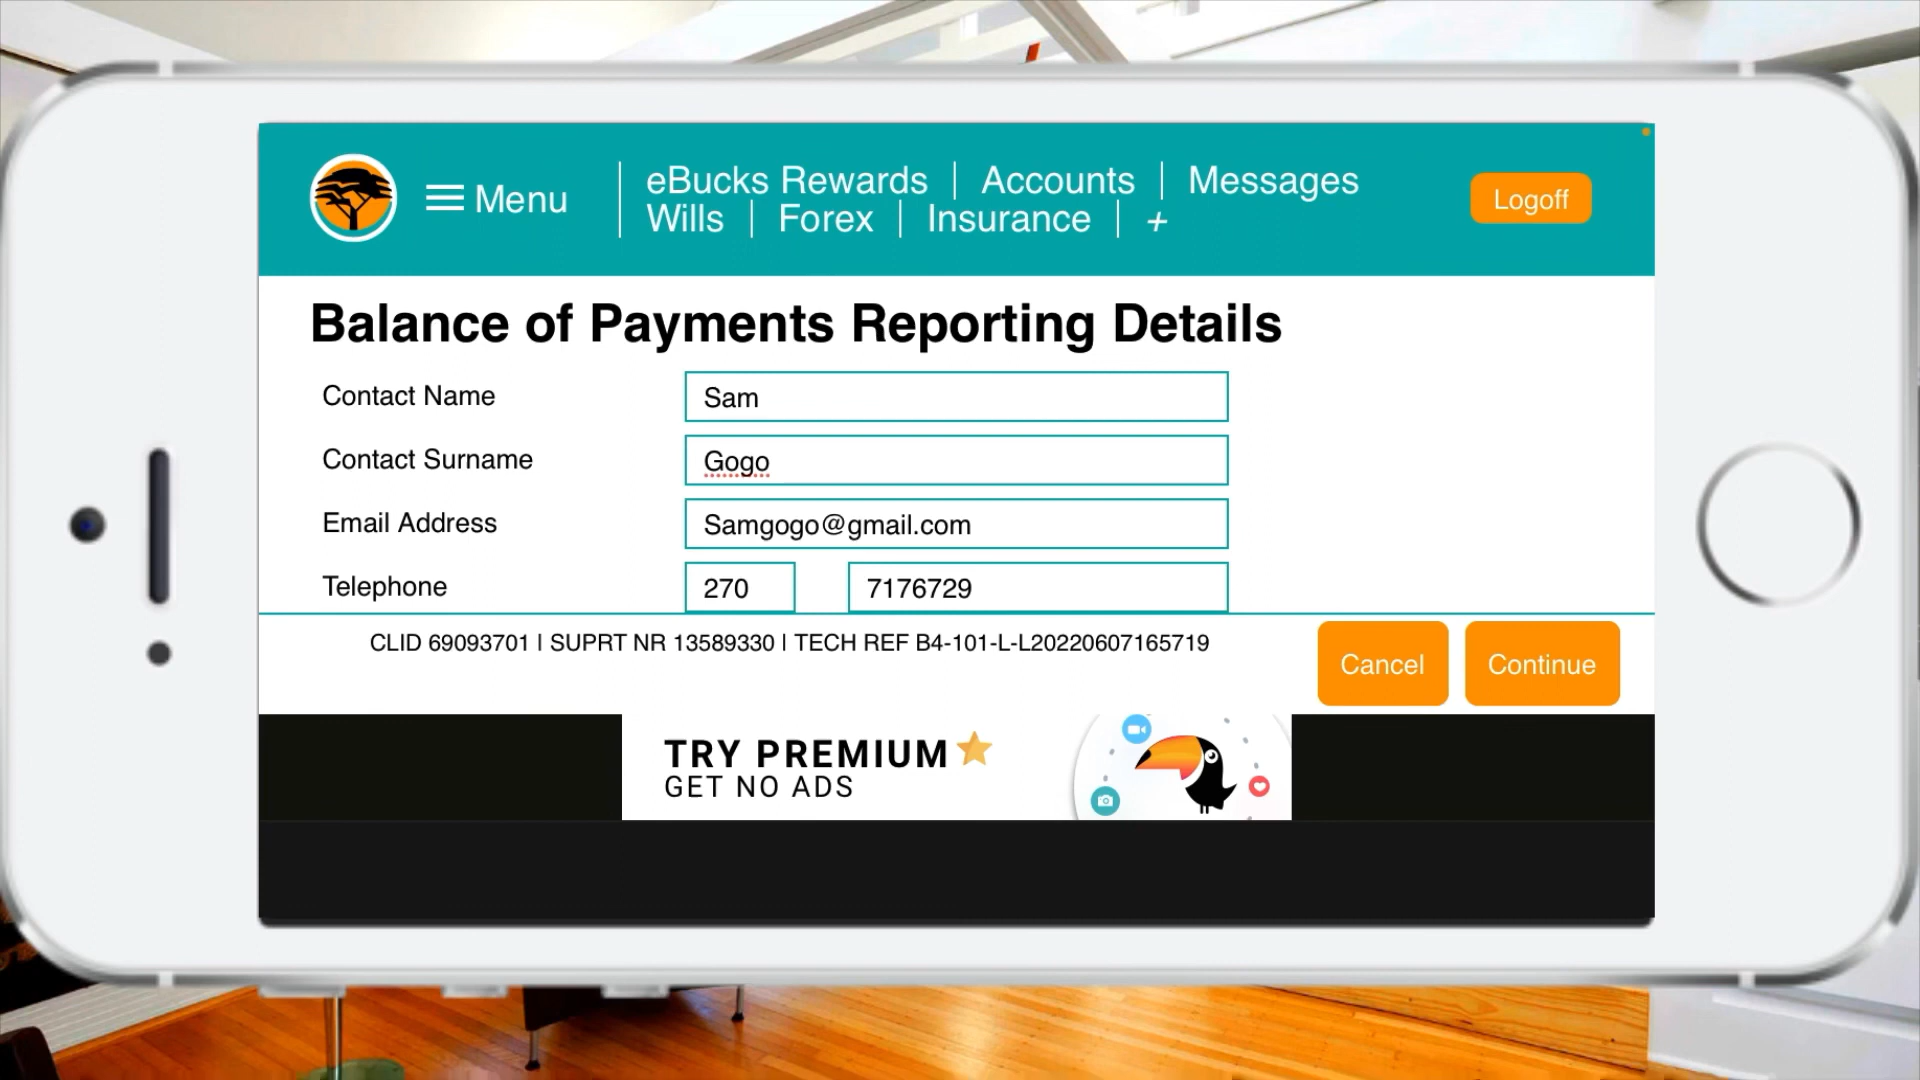 Menu
eBucks Rewards | Accounts | Messages
Wills | Forex | Insurance | +
Logoff
Balance of Payments Reporting Details
Contact Name
Sam
Contact Surname
Gogo
Email Address
Samgogo@gmail.com
Telephone
270 7176729
CLID 69093701 | SUPRT NR 13589330 | TECH REF B4-101-L-L20220607165719
Cancel
Continue
TRY PREMIUM
GET NO ADS